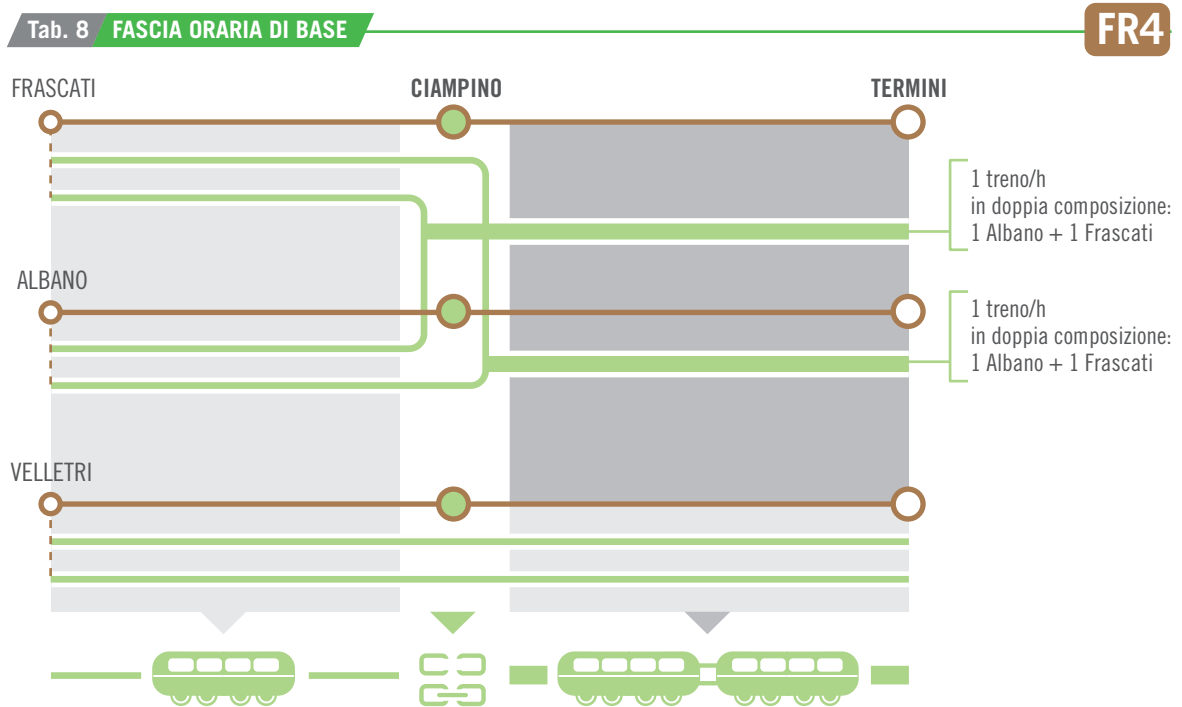 Tab. 8 FASCIA ORARIA DI BASE
FR4
FRASCATI
CIAMPINO
TERMINI
1 treno/h
in doppia composizione:
1 Albano + 1 Frascati
ALBANO
1 treno/h
in doppia composizione:
1 Albano + 1 Frascati
VELLETRI